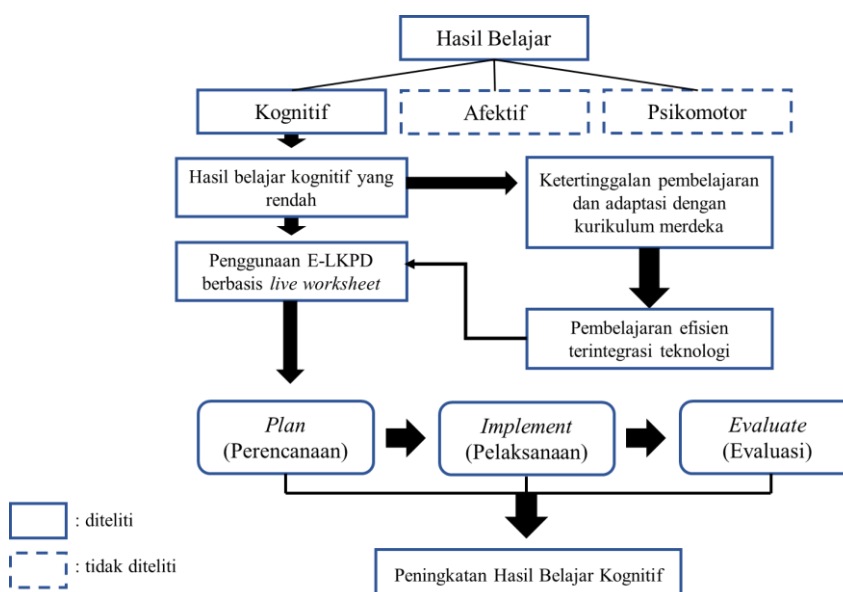 Hasil Belajar
Kognitif
Afektif
Psikomotor
Hasil belajar kognitif yang
rendah
Ketertinggalan pembelajaran
dan adaptasi dengan
kurikulum merdeka
Penggunaan E-LKPD
berbasis live worksheet
Pembelajaran efisien
terintegrasi teknologi
Plan
(Perencanaan)
Implement
(Pelaksanaan)
Evaluate
(Evaluasi)
: diteliti
: tidak diteliti
Peningkatan Hasil Belajar Kognitif